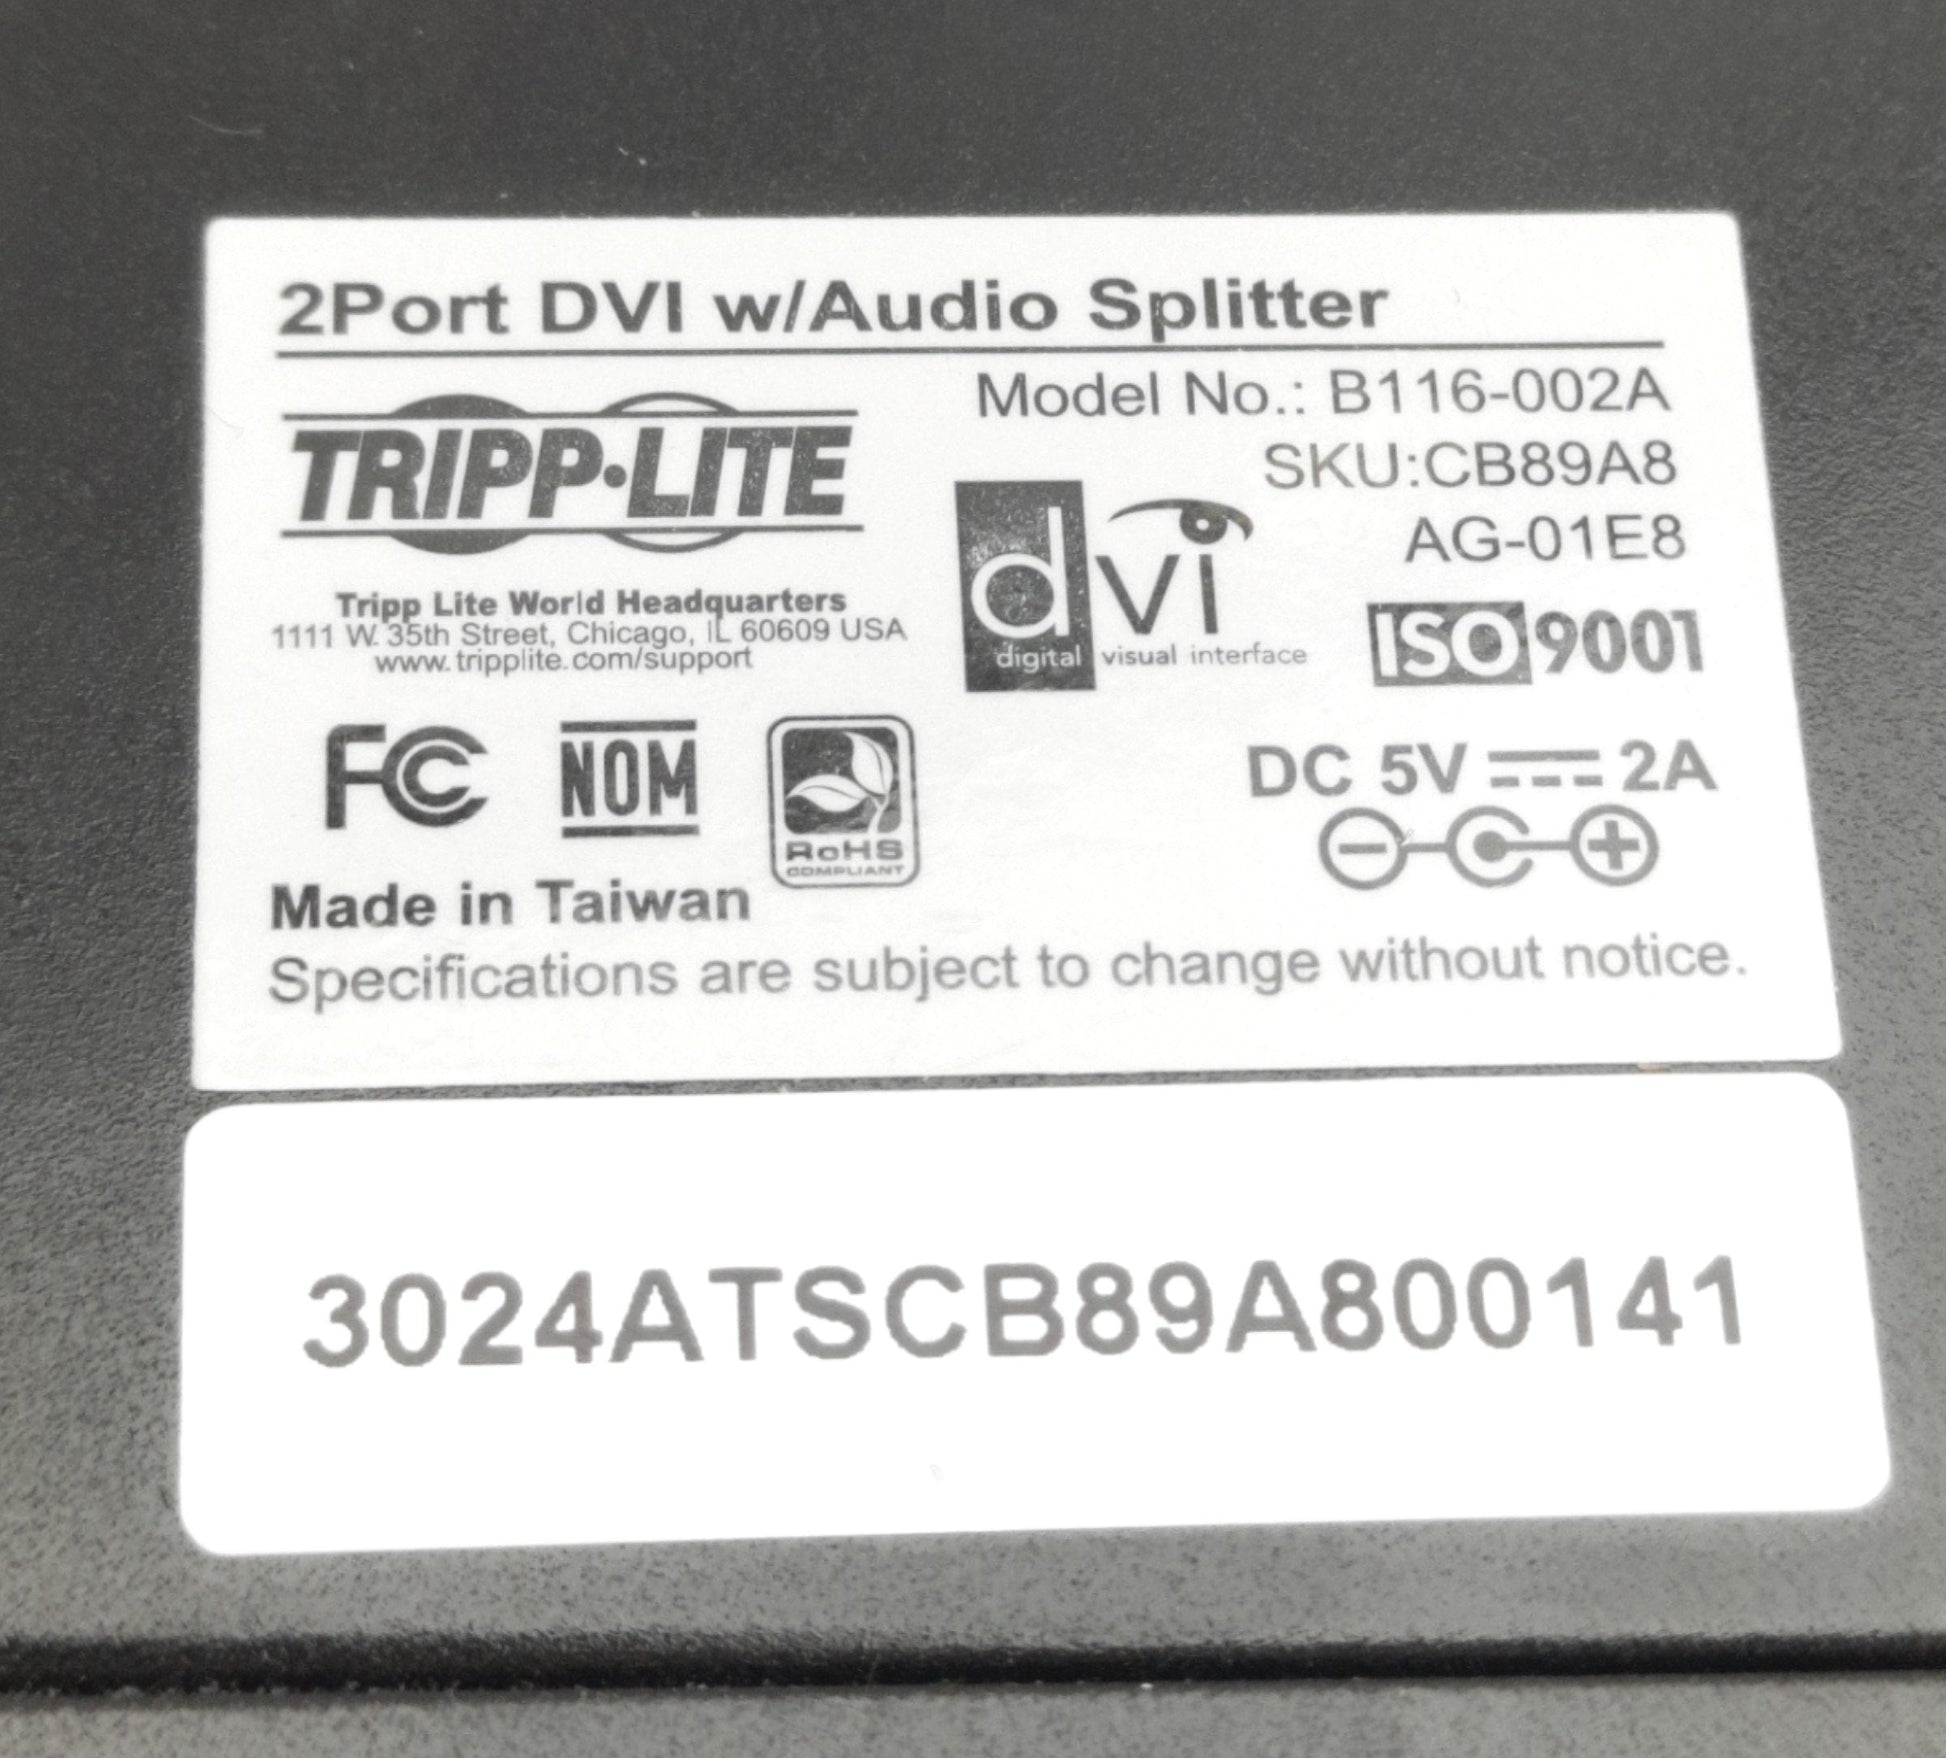 2Port DVI w/Audio Splitter
TRIPP·LITE
Tripp Lite World Headquarters
1111 W. 35th Street, Chicago, IL 60609 USA
www.tripplite.com/support
Model No.: B116-002A
SKU:CB89A8
AG-01E8
dvi
digital visual interface
ISO 9001
FC
NOM
RoHS
COMPLIANT
DC 5V ⎓ 2A
Made in Taiwan
Specifications are subject to change without notice.
3024ATSCB89A800141